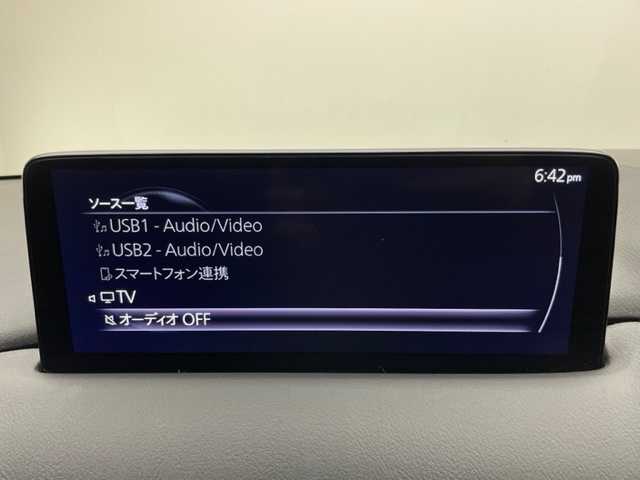 6:42pm
ソース一覧
USB1 - Audio/Video
USB2 - Audio/Video
スマートフォン連携
TV
オーディオ OFF